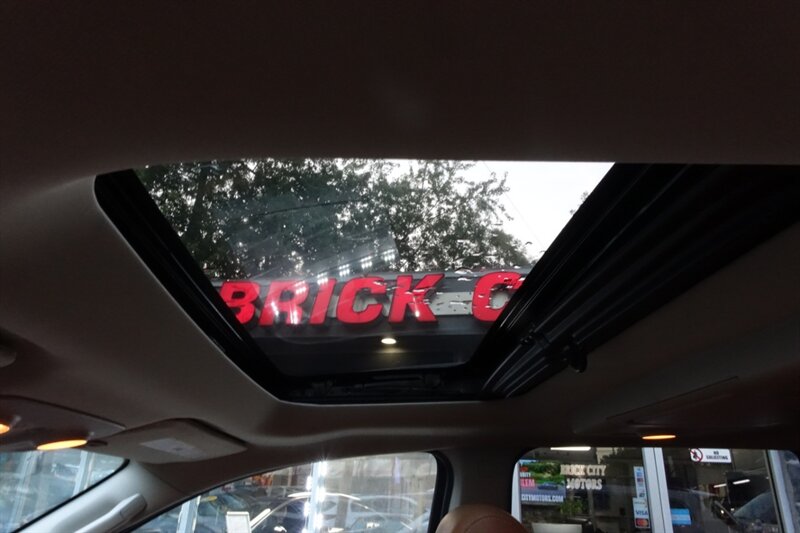 BRICK C
NO
SOLICITING
BRICK CITY
MOTORS
CITYMOTORS.COM
VISA